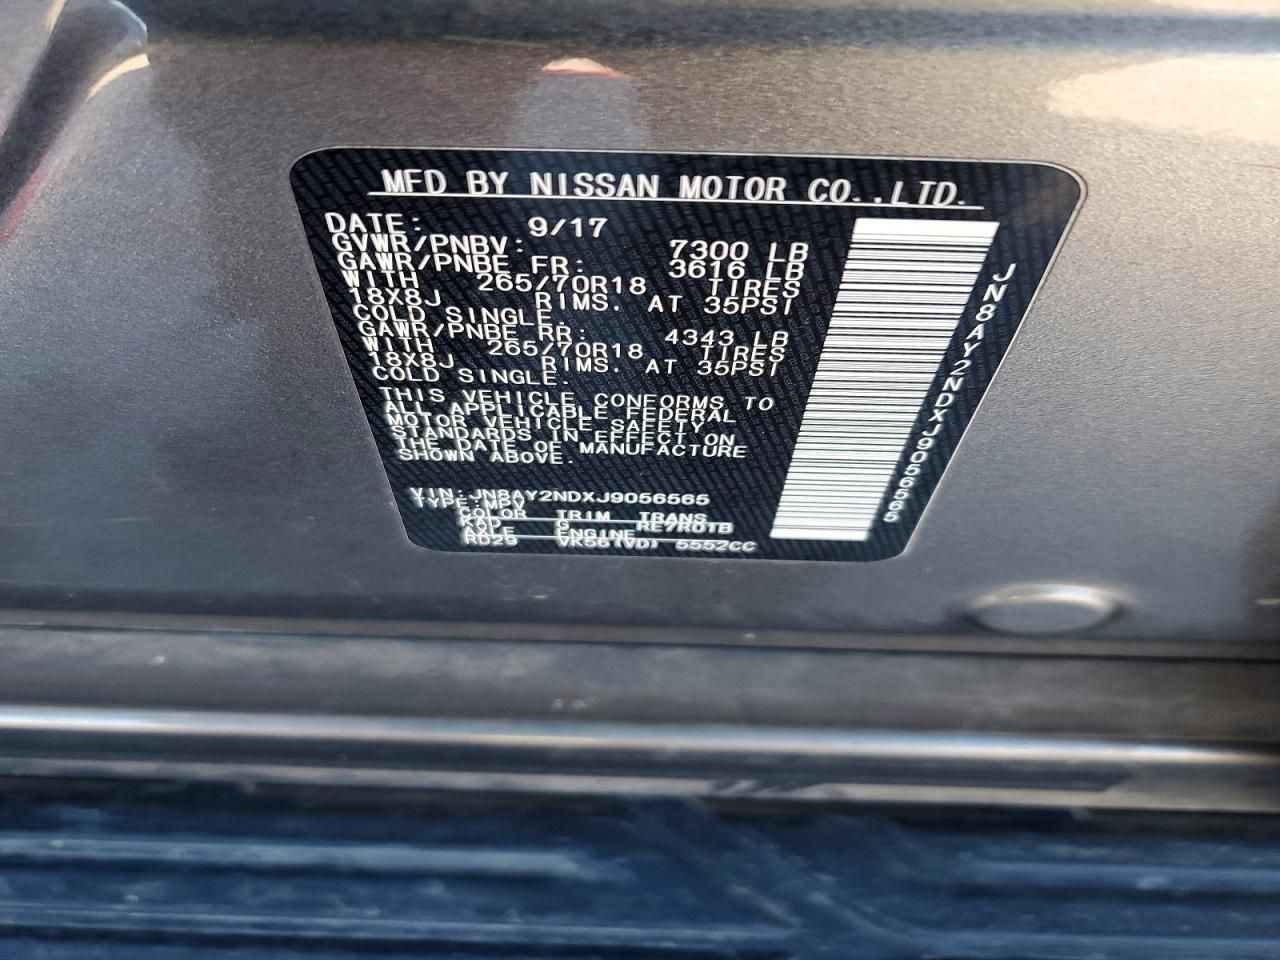 MFD BY NISSAN MOTOR CO.,LTD.
DATE: 9/17
GVWR/PNBV: 7300 LB
GAWR/PNBE FR: 3616 LB
WITH 265/70R18 TIRES
18X8J RIMS. AT 35PSI
COLD SINGLE.
GAWR/PNBE RR: 4343 LB
WITH 265/70R18 TIRES
18X8J RIMS. AT 35PSI
COLD SINGLE.
THIS VEHICLE CONFORMS TO
ALL APPLICABLE FEDERAL
MOTOR VEHICLE SAFETY
STANDARDS IN EFFECT ON
THE DATE OF MANUFACTURE
SHOWN ABOVE.
VIN:JN8AY2NDXJ9056565
TYPE:MPV
COLOR TRIM TRANS
KAD G RE7R01B
AXLE ENGINE
RD29 VK56(VD) 5552CC
JN8AY2NDXJ9056565